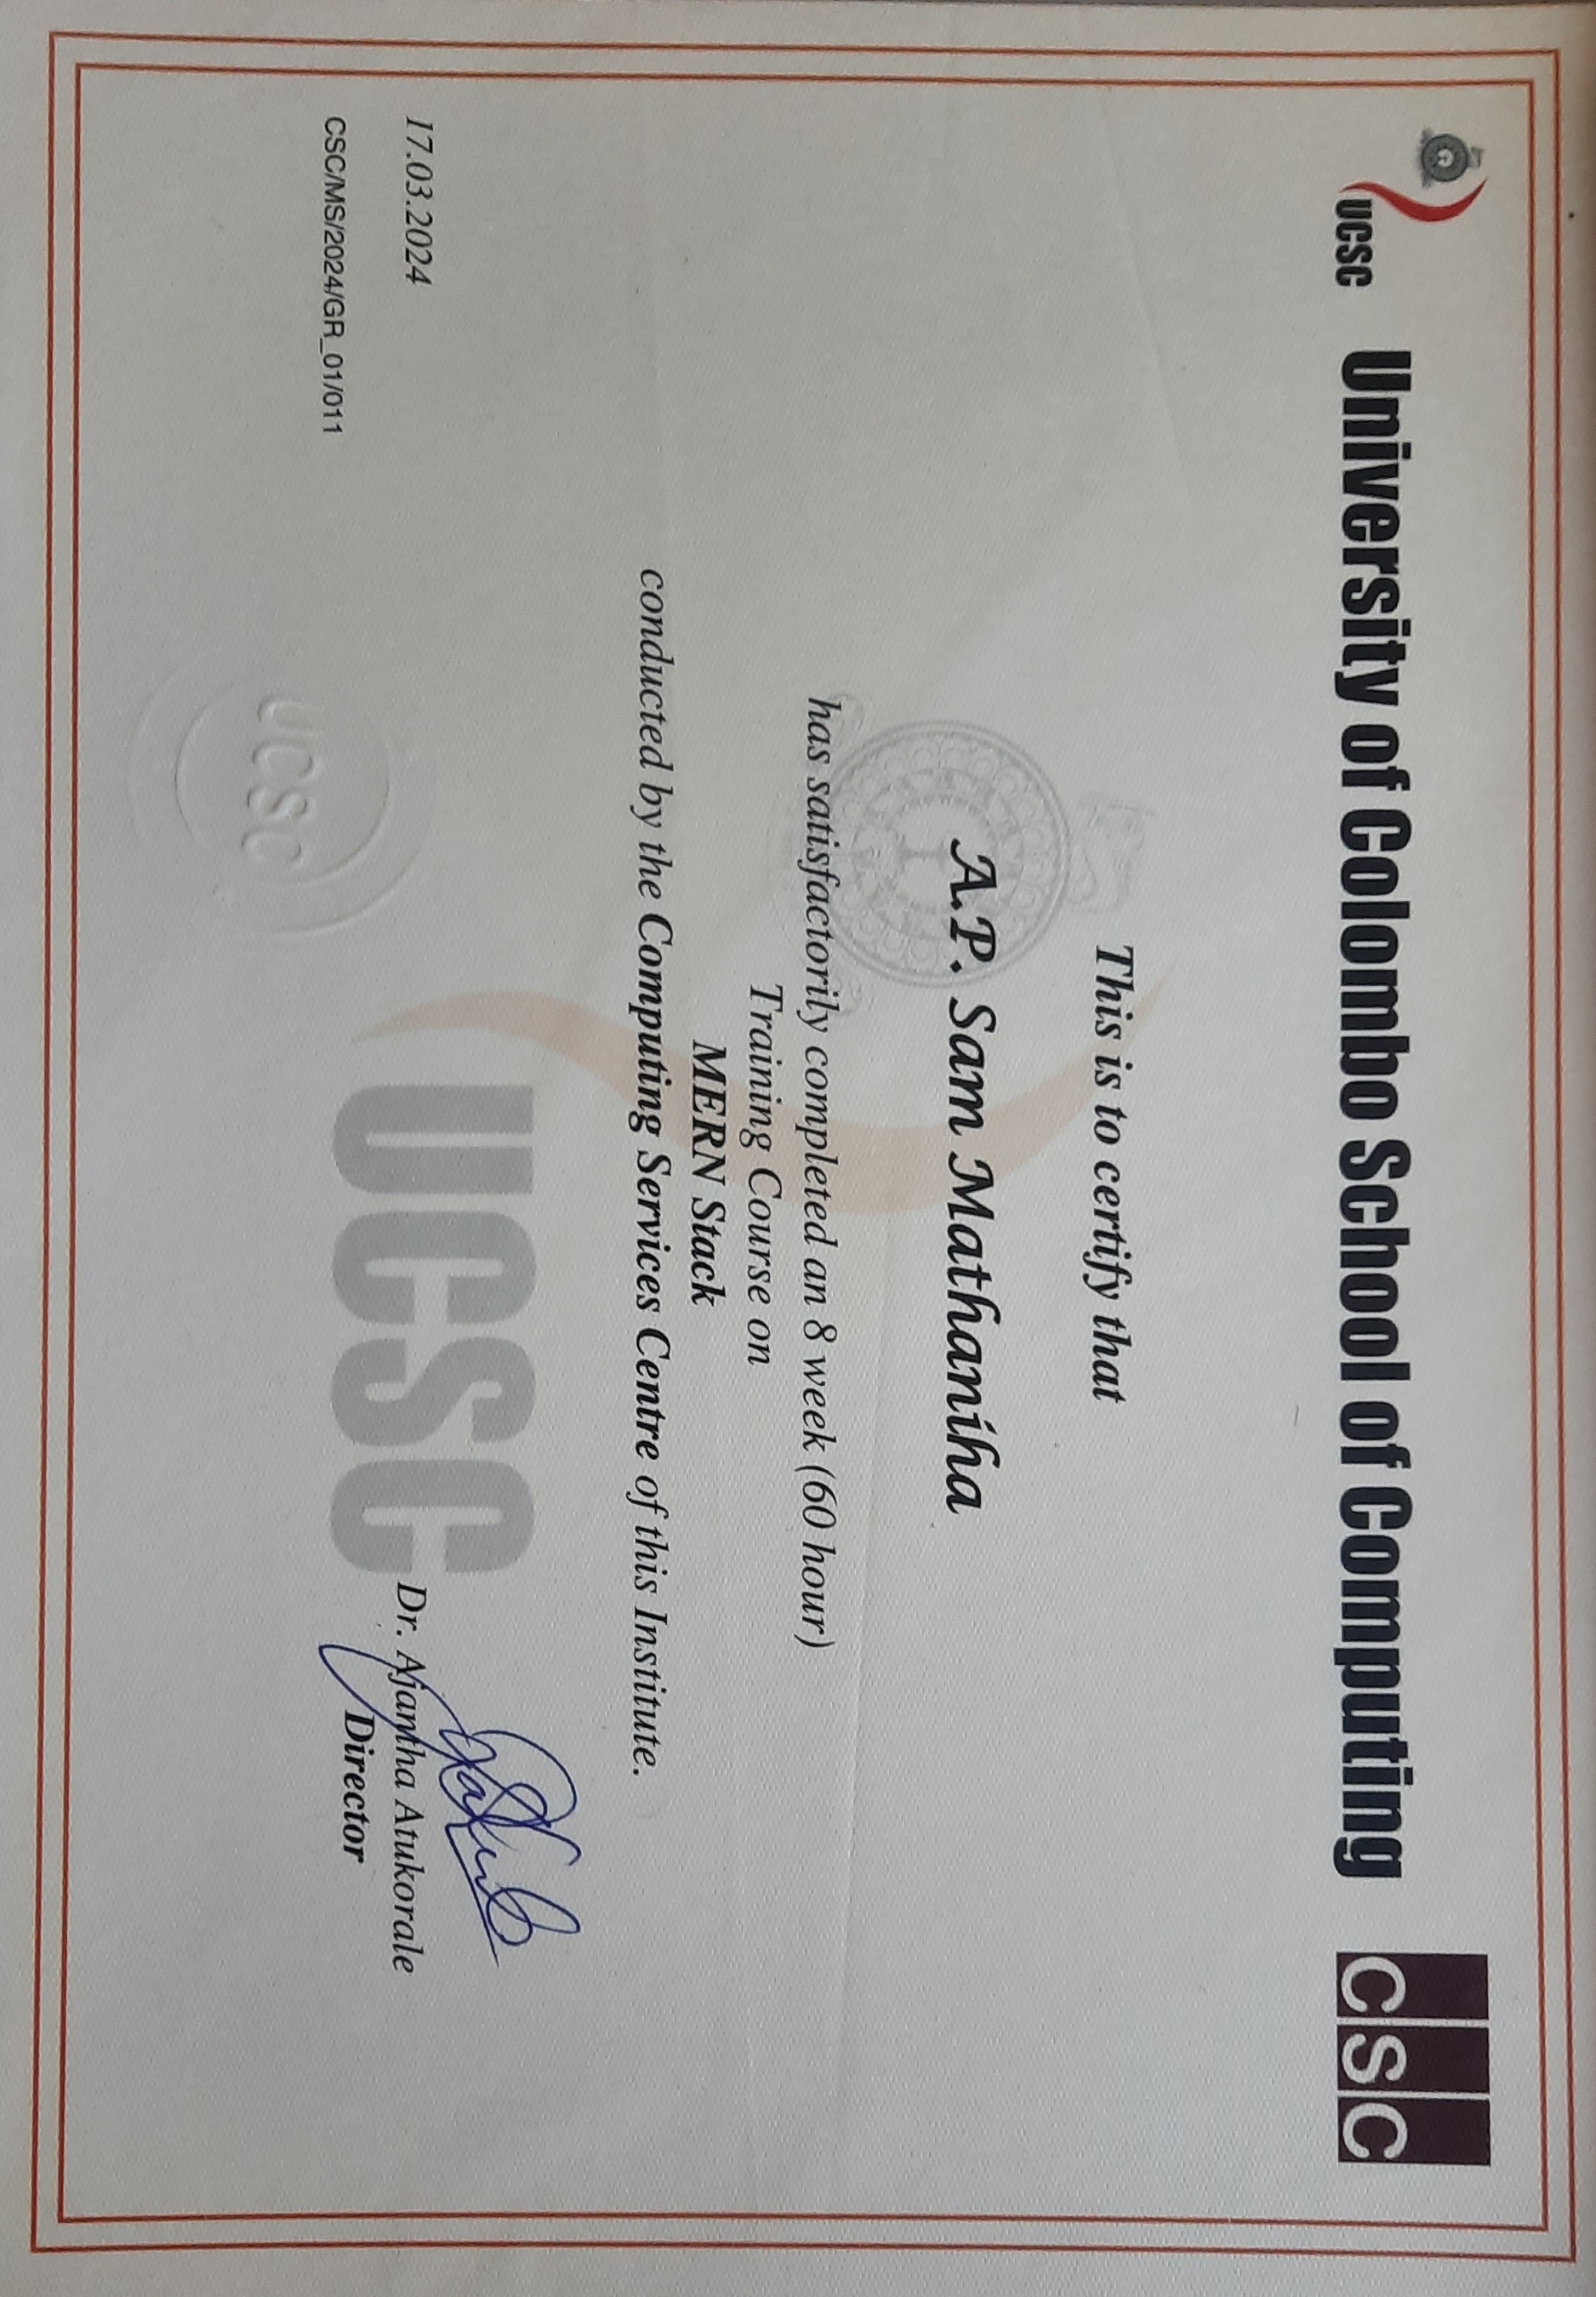 UCSC
University of Colombo School of Computing
CSC
This is to certify that
A.P. Sam Mathaniha
has satisfactorily completed an 8 week (60 hour)
Training Course on
MERN Stack
conducted by the Computing Services Centre of this Institute.
UCSC
17.03.2024
CSC/MS/2024/GR_01/011
UCSC
Dr. Ajantha Atukorale
Director